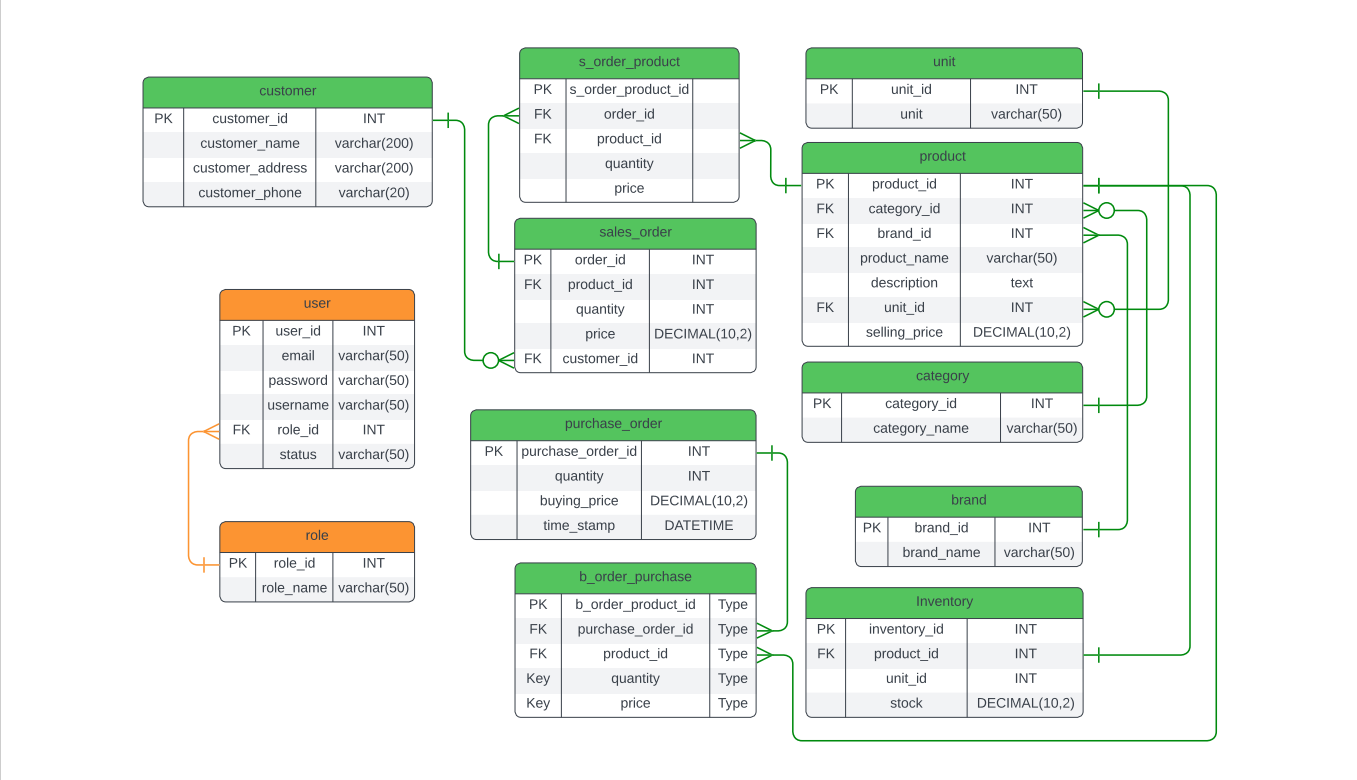 customer
PK customer_id INT
customer_name varchar(200)
customer_address varchar(200)
customer_phone varchar(20)
user
PK user_id INT
email varchar(50)
password varchar(50)
username varchar(50)
FK role_id INT
status varchar(50)
role
PK role_id INT
role_name varchar(50)
s_order_product
PK s_order_product_id
FK order_id
FK product_id
quantity
price
sales_order
PK order_id INT
FK product_id INT
quantity INT
price DECIMAL(10,2)
FK customer_id INT
purchase_order
PK purchase_order_id INT
quantity INT
buying_price DECIMAL(10,2)
time_stamp DATETIME
b_order_purchase
PK b_order_product_id Type
FK purchase_order_id Type
FK product_id Type
Key quantity Type
Key price Type
unit
PK unit_id INT
unit varchar(50)
product
PK product_id INT
FK category_id INT
FK brand_id INT
product_name varchar(50)
description text
FK unit_id INT
selling_price DECIMAL(10,2)
category
PK category_id INT
category_name varchar(50)
brand
PK brand_id INT
brand_name varchar(50)
Inventory
PK inventory_id INT
FK product_id INT
unit_id INT
stock DECIMAL(10,2)